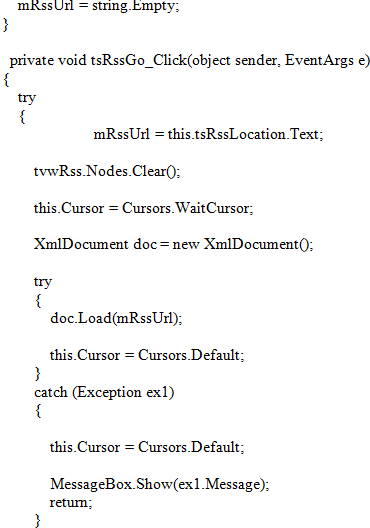 mRssUrl = string.Empty;
}
private void tsRssGo_Click(object sender, EventArgs e)
{
try
{
mRssUrl = this.tsRssLocation.Text;
tvwRss.Nodes.Clear();
this.Cursor = Cursors.WaitCursor;
XmlDocument doc = new XmlDocument();
try
{
doc.Load(mRssUrl);
this.Cursor = Cursors.Default;
}
catch (Exception ex1)
{
this.Cursor = Cursors.Default;
MessageBox.Show(ex1.Message);
return;
}